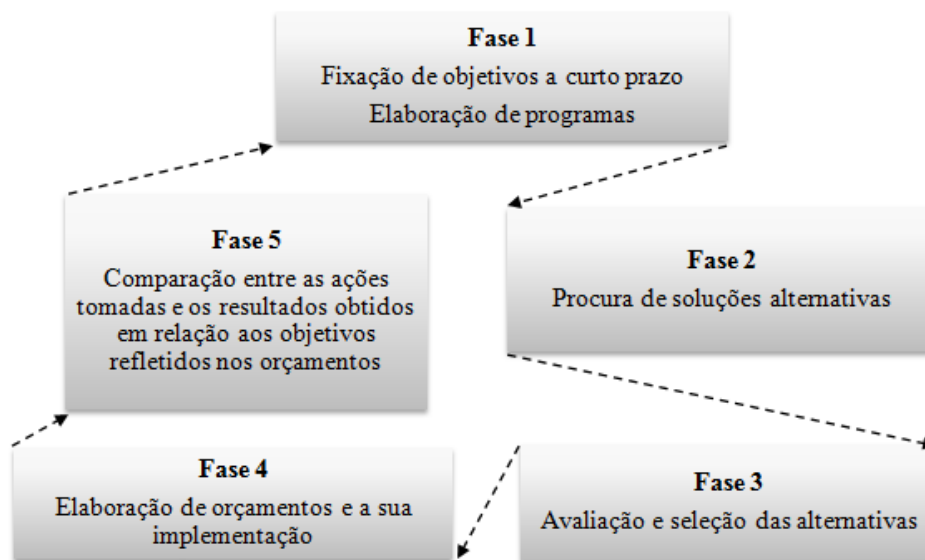 Fase 1
Fixação de objetivos a curto prazo
Elaboração de programas
Fase 2
Procura de soluções alternativas
Fase 3
Avaliação e seleção das alternativas
Fase 4
Elaboração de orçamentos e a sua
implementação
Fase 5
Comparação entre as ações
tomadas e os resultados obtidos
em relação aos objetivos
refletidos nos orçamentos